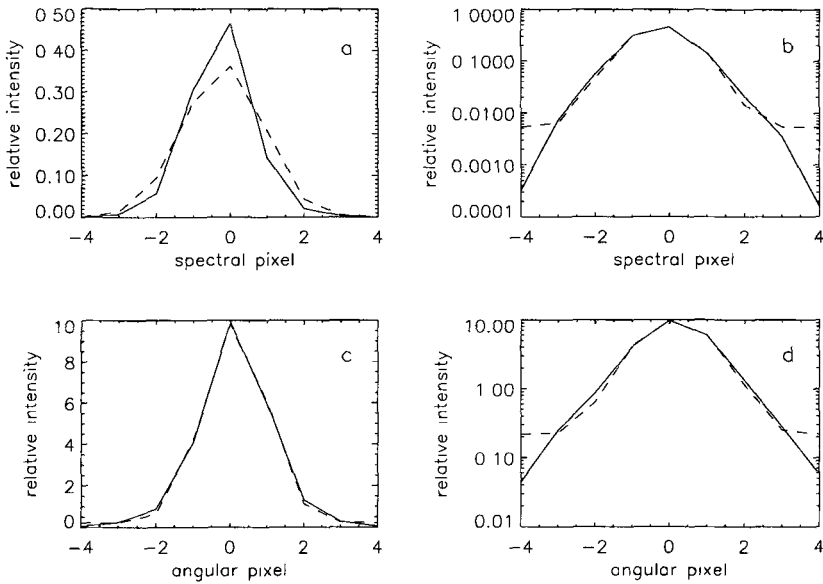 0 50
0 40
0.30
0.20
0.10
0.00
relative intensity
a
-4 -2 0 2 4
spectral pixel
1 0000
0 1000
0.0100
0.0010
0.0001
relative intensity
b
-4 -2 0 2 4
spectral pixel
10
8
6
4
2
0
relative intensity
c
-4 -2 0 2 4
angular pixel
10.00
1 00
0 10
0.01
relative intensity
d
-4 -2 0 2 4
angular pixel